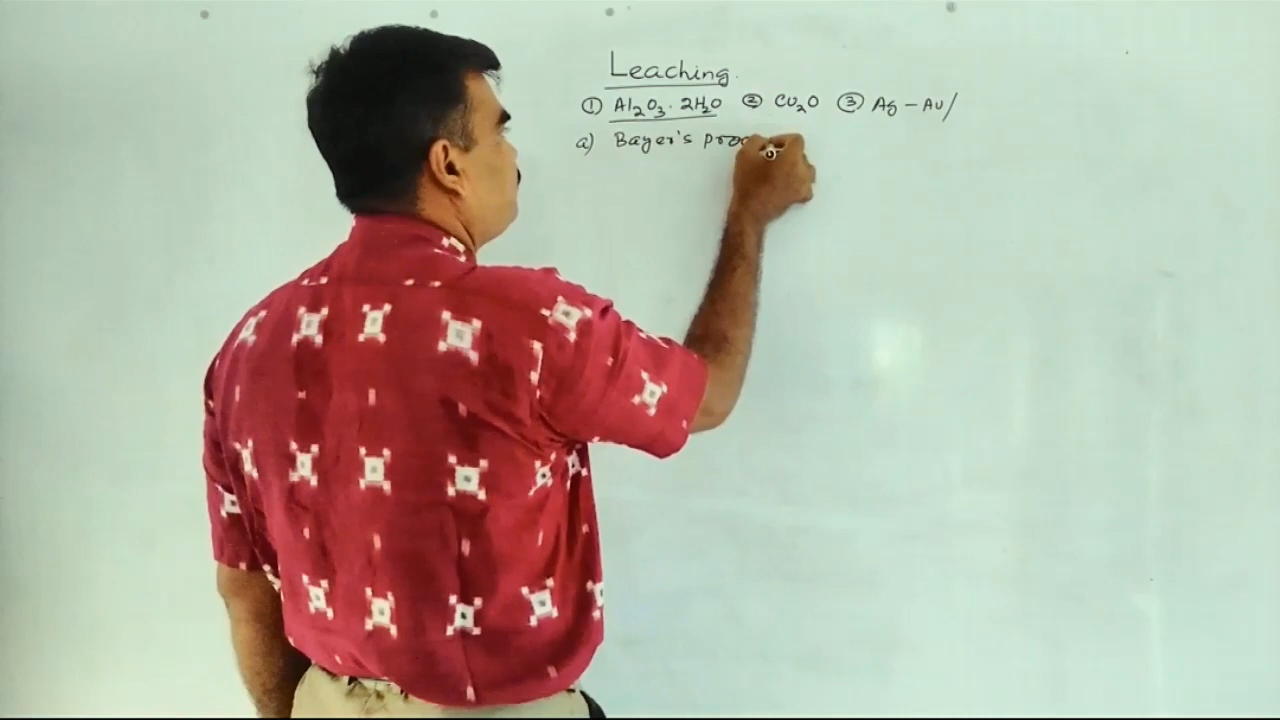 Leaching.
① Al₂O₃·2H₂O ② Cu₂O ③ Ag – Au/
a) Bayer's proc